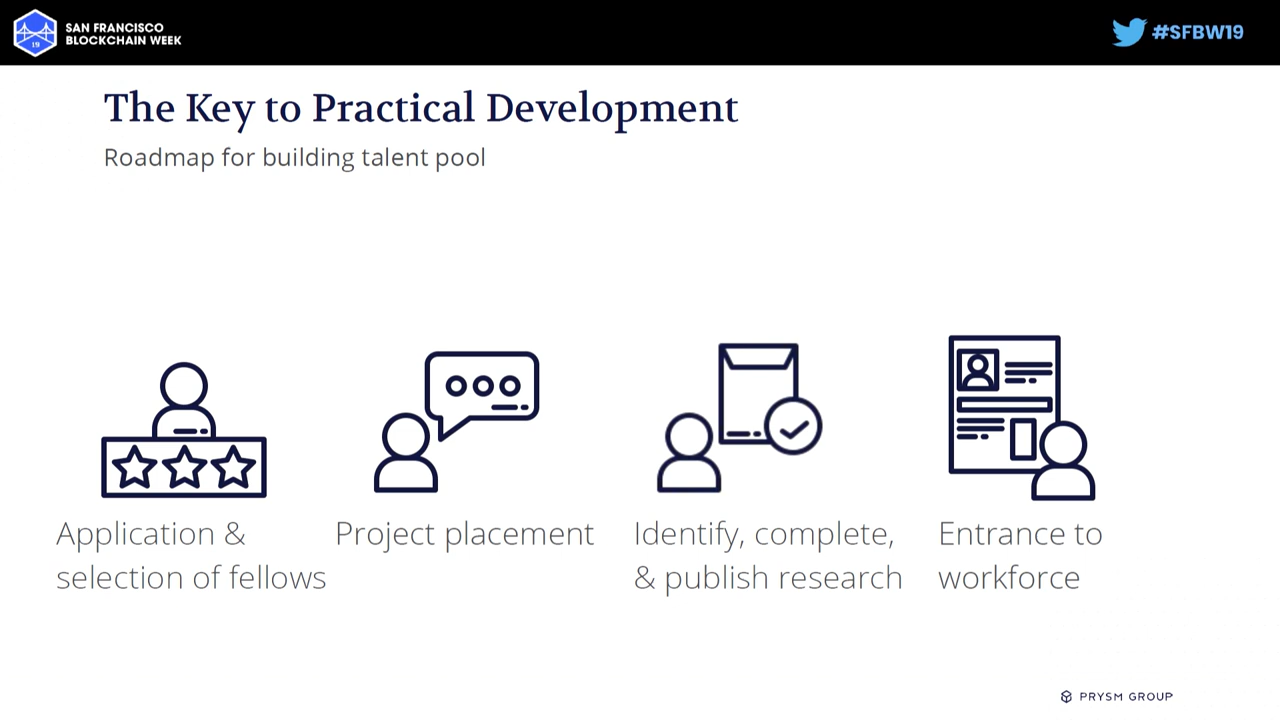 SAN FRANCISCO
BLOCKCHAIN WEEK
19
#SFBW19
The Key to Practical Development
Roadmap for building talent pool
Application &
selection of fellows
Project placement
Identify, complete,
& publish research
Entrance to
workforce
PRYSM GROUP